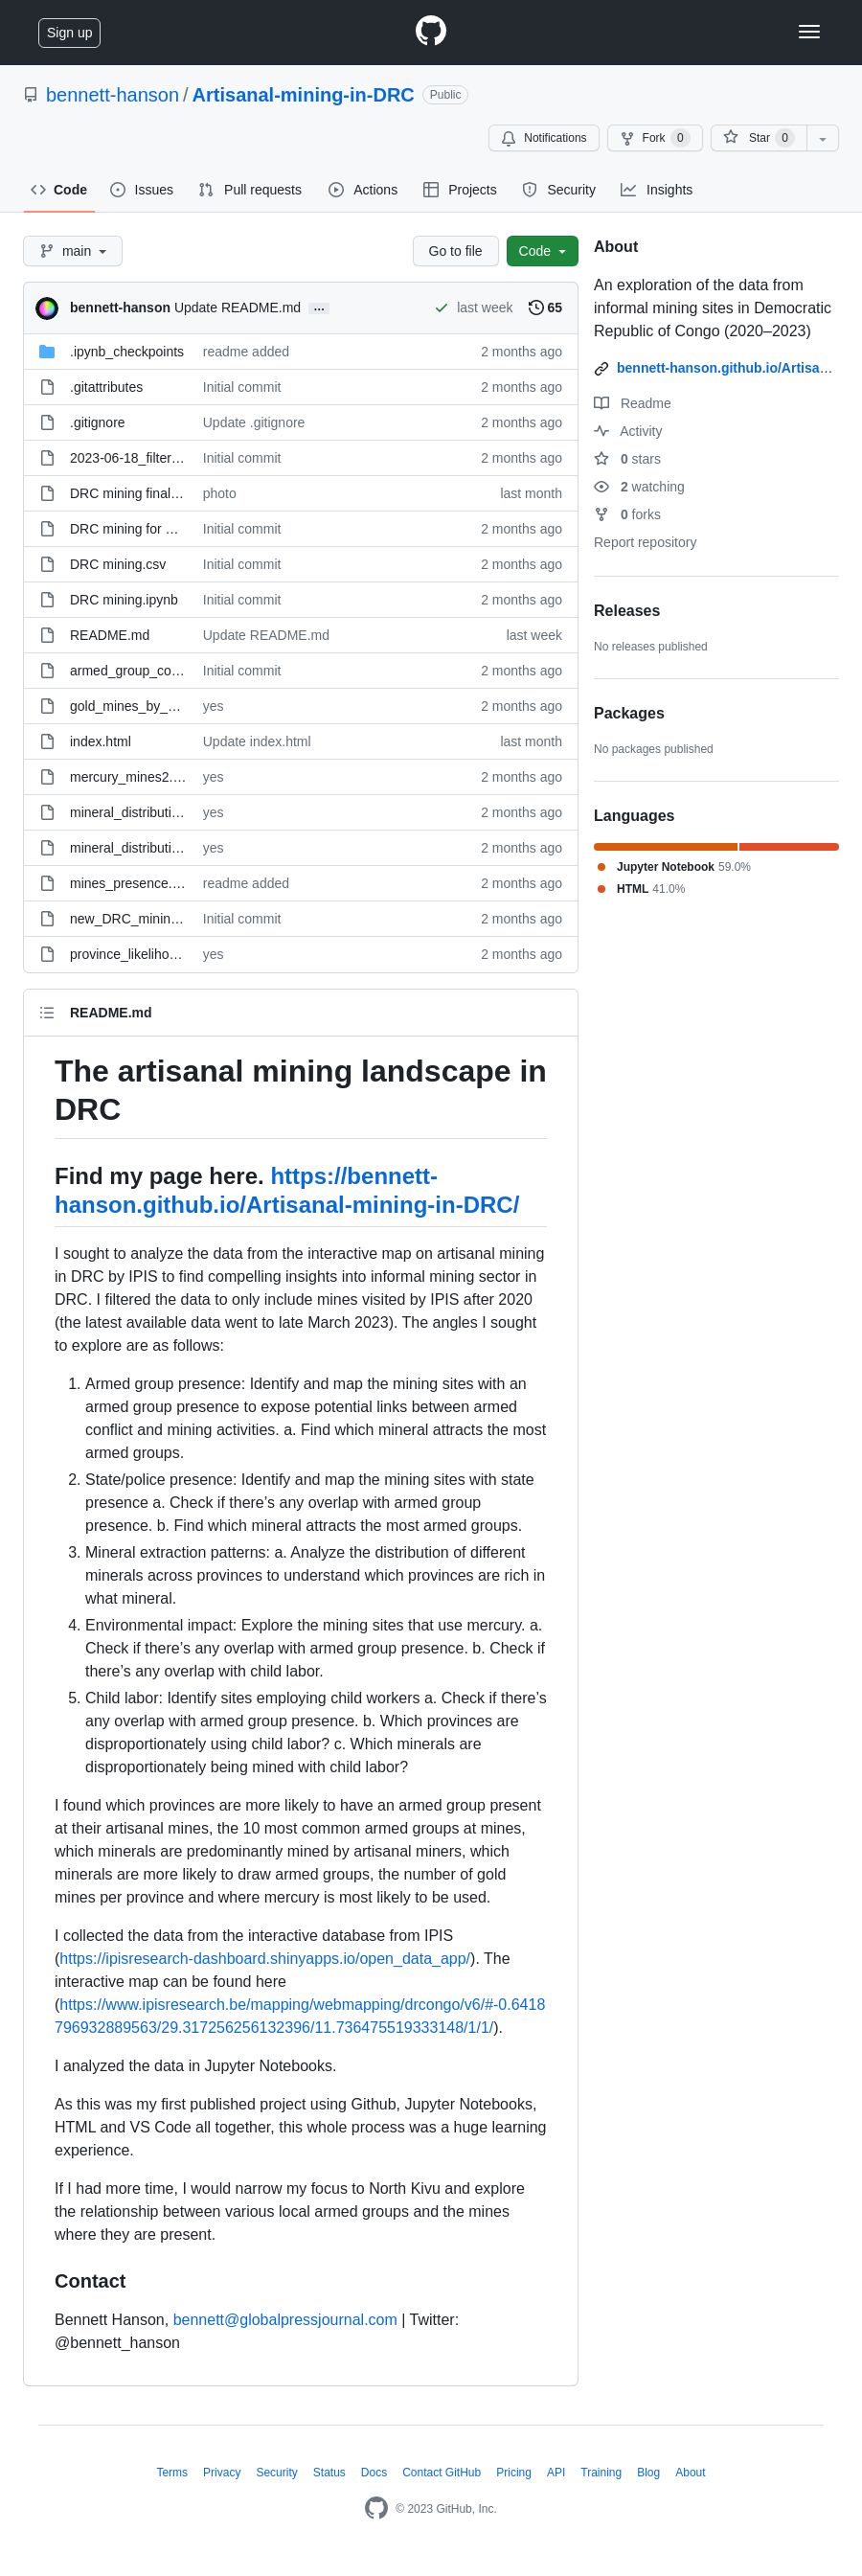 Sign up
bennett-hanson / Artisanal-mining-in-DRC Public
Notifications Fork 0 Star 0
Code Issues Pull requests Actions Projects Security Insights
main Go to file Code
bennett-hanson Update README.md ... last week 65
.ipynb_checkpoints readme added 2 months ago
.gitattributes Initial commit 2 months ago
.gitignore Update .gitignore 2 months ago
2023-06-18_filter… Initial commit 2 months ago
DRC mining final… photo last month
DRC mining for … Initial commit 2 months ago
DRC mining.csv Initial commit 2 months ago
DRC mining.ipynb Initial commit 2 months ago
README.md Update README.md last week
armed_group_co… Initial commit 2 months ago
gold_mines_by_… yes 2 months ago
index.html Update index.html last month
mercury_mines2.… yes 2 months ago
mineral_distributi… yes 2 months ago
mineral_distributi… yes 2 months ago
mines_presence.… readme added 2 months ago
new_DRC_minin… Initial commit 2 months ago
province_likeliho… yes 2 months ago
About
An exploration of the data from
informal mining sites in Democratic
Republic of Congo (2020–2023)
bennett-hanson.github.io/Artisa…
Readme
Activity
0 stars
2 watching
0 forks
Report repository
Releases
No releases published
Packages
No packages published
Languages
Jupyter Notebook 59.0%
HTML 41.0%
README.md
The artisanal mining landscape in
DRC
Find my page here. https://bennett-
hanson.github.io/Artisanal-mining-in-DRC/
I sought to analyze the data from the interactive map on artisanal mining
in DRC by IPIS to find compelling insights into informal mining sector in
DRC. I filtered the data to only include mines visited by IPIS after 2020
(the latest available data went to late March 2023). The angles I sought
to explore are as follows:
1. Armed group presence: Identify and map the mining sites with an
armed group presence to expose potential links between armed
conflict and mining activities. a. Find which mineral attracts the most
armed groups.
2. State/police presence: Identify and map the mining sites with state
presence a. Check if there’s any overlap with armed group
presence. b. Find which mineral attracts the most armed groups.
3. Mineral extraction patterns: a. Analyze the distribution of different
minerals across provinces to understand which provinces are rich in
what mineral.
4. Environmental impact: Explore the mining sites that use mercury. a.
Check if there’s any overlap with armed group presence. b. Check if
there’s any overlap with child labor.
5. Child labor: Identify sites employing child workers a. Check if there’s
any overlap with armed group presence. b. Which provinces are
disproportionately using child labor? c. Which minerals are
disproportionately being mined with child labor?
I found which provinces are more likely to have an armed group present
at their artisanal mines, the 10 most common armed groups at mines,
which minerals are predominantly mined by artisanal miners, which
minerals are more likely to draw armed groups, the number of gold
mines per province and where mercury is most likely to be used.
I collected the data from the interactive database from IPIS
(https://ipisresearch-dashboard.shinyapps.io/open_data_app/). The
interactive map can be found here
(https://www.ipisresearch.be/mapping/webmapping/drcongo/v6/#-0.6418
796932889563/29.317256256132396/11.736475519333148/1/1/).
I analyzed the data in Jupyter Notebooks.
As this was my first published project using Github, Jupyter Notebooks,
HTML and VS Code all together, this whole process was a huge learning
experience.
If I had more time, I would narrow my focus to North Kivu and explore
the relationship between various local armed groups and the mines
where they are present.
Contact
Bennett Hanson, bennett@globalpressjournal.com | Twitter:
@bennett_hanson
Terms Privacy Security Status Docs Contact GitHub Pricing API Training Blog About
© 2023 GitHub, Inc.